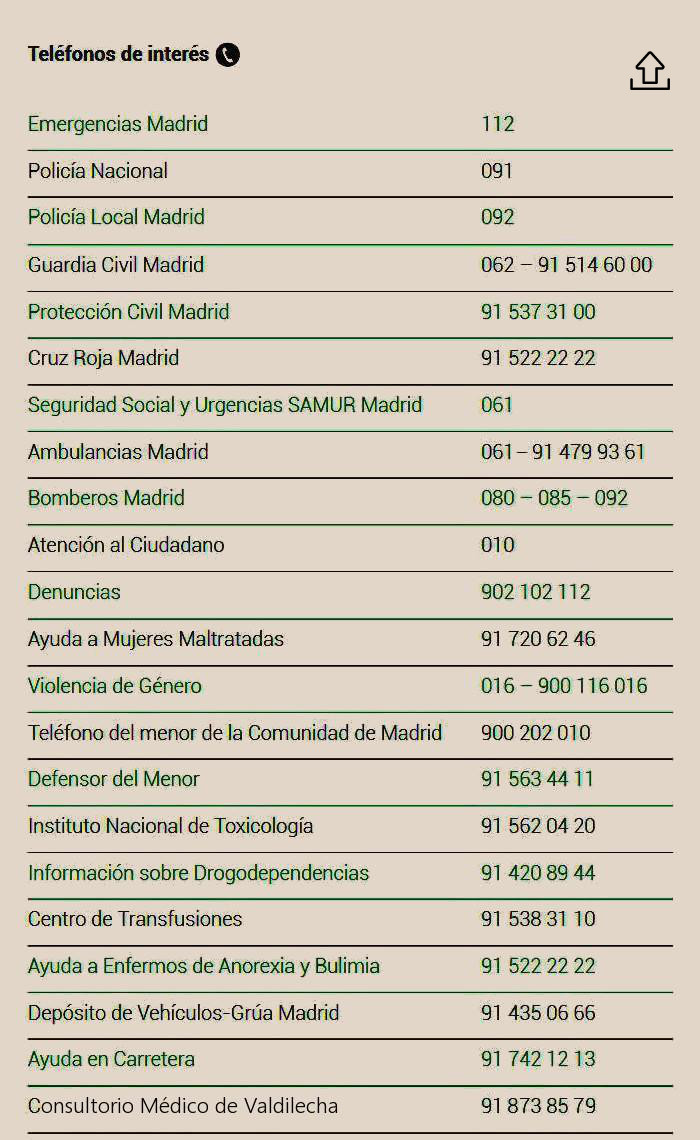 Teléfonos de interés
Emergencias Madrid 112
Policía Nacional 091
Policía Local Madrid 092
Guardia Civil Madrid 062 – 91 514 60 00
Protección Civil Madrid 91 537 31 00
Cruz Roja Madrid 91 522 22 22
Seguridad Social y Urgencias SAMUR Madrid 061
Ambulancias Madrid 061 – 91 479 93 61
Bomberos Madrid 080 – 085 – 092
Atención al Ciudadano 010
Denuncias 902 102 112
Ayuda a Mujeres Maltratadas 91 720 62 46
Violencia de Género 016 – 900 116 016
Teléfono del menor de la Comunidad de Madrid 900 202 010
Defensor del Menor 91 563 44 11
Instituto Nacional de Toxicología 91 562 04 20
Información sobre Drogodependencias 91 420 89 44
Centro de Transfusiones 91 538 31 10
Ayuda a Enfermos de Anorexia y Bulimia 91 522 22 22
Depósito de Vehículos-Grúa Madrid 91 435 06 66
Ayuda en Carretera 91 742 12 13
Consultorio Médico de Valdilecha 91 873 85 79